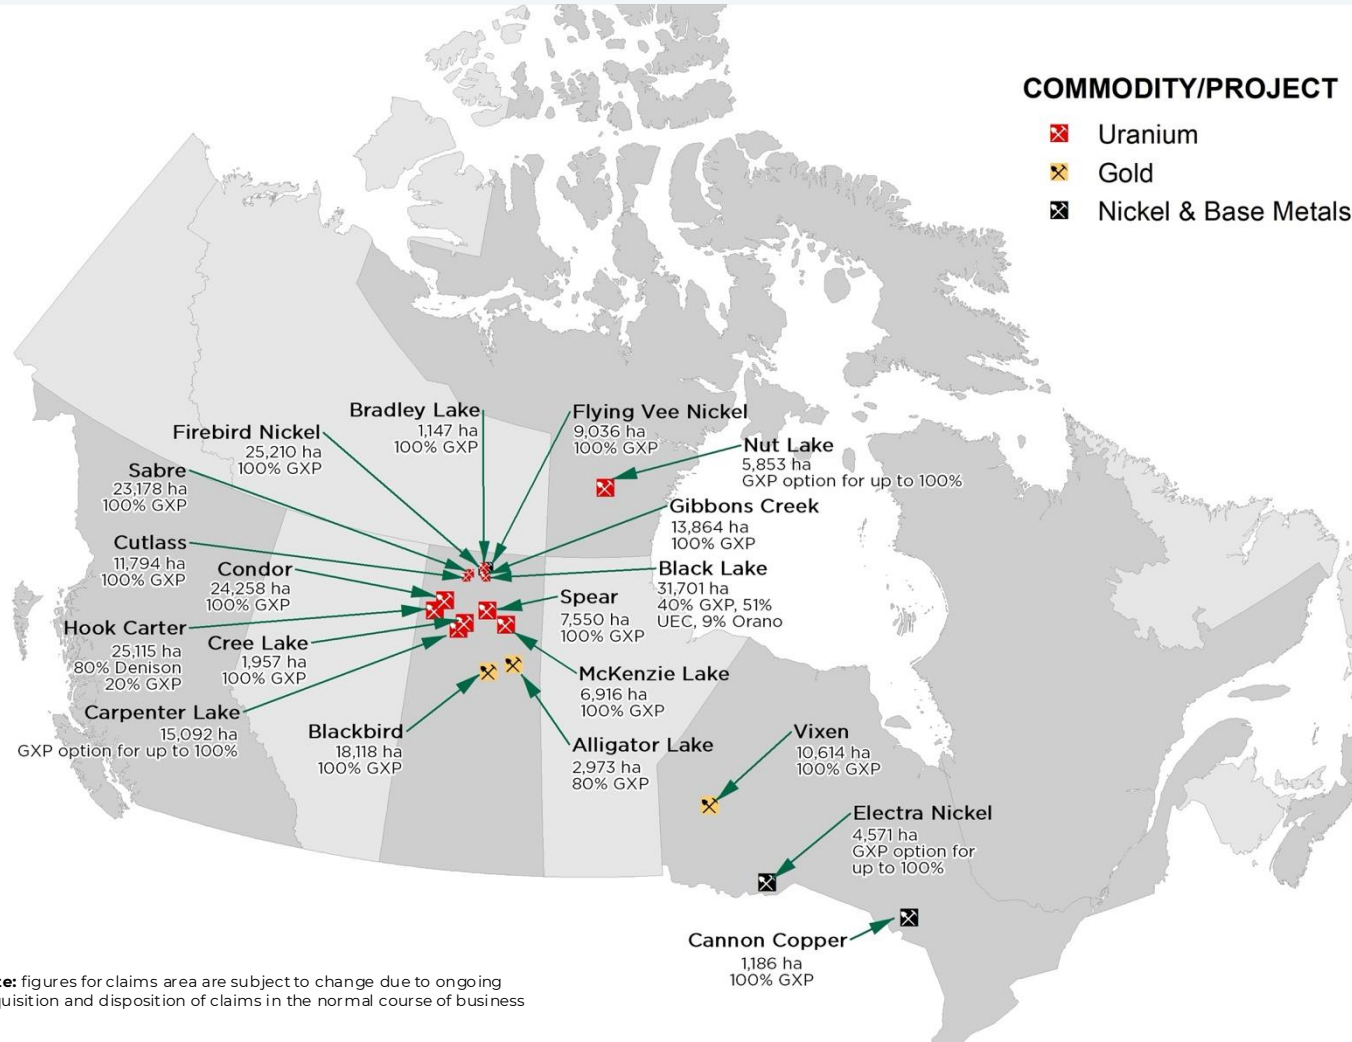 COMMODITY/PROJECT
Uranium
Gold
Nickel & Base Metals
Bradley Lake
1,147 ha
100% GXP
Flying Vee Nickel
9,036 ha
100% GXP
Firebird Nickel
25,210 ha
100% GXP
Nut Lake
5,853 ha
GXP option for up to 100%
Sabre
23,178 ha
100% GXP
Gibbons Creek
13,864 ha
100% GXP
Cutlass
11,794 ha
100% GXP
Condor
24,258 ha
100% GXP
Black Lake
31,701 ha
40% GXP, 51%
UEC, 9% Orano
Spear
7,550 ha
100% GXP
Hook Carter
25,115 ha
80% Denison
20% GXP
Cree Lake
1,957 ha
100% GXP
McKenzie Lake
6,916 ha
100% GXP
Carpenter Lake
15,092 ha
GXP option for up to 100%
Blackbird
18,118 ha
100% GXP
Alligator Lake
2,973 ha
80% GXP
Vixen
10,614 ha
100% GXP
Electra Nickel
4,571 ha
GXP option for
up to 100%
Cannon Copper
1,186 ha
100% GXP
te: figures for claims area are subject to change due to ongoing
uisition and disposition of claims in the normal course of business